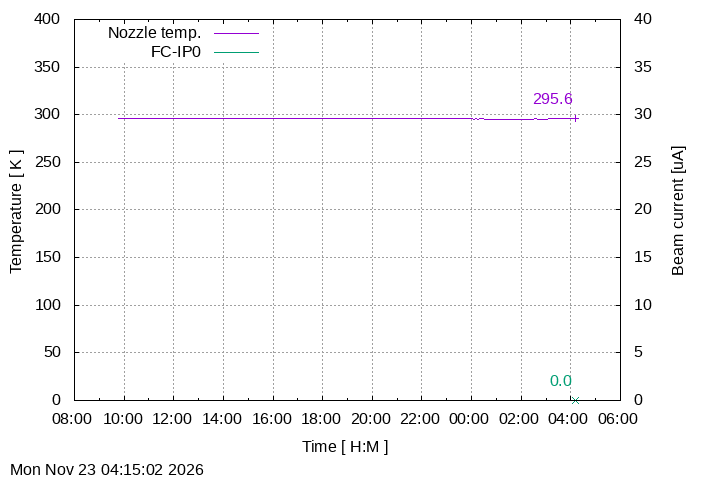 Nozzle temp.
FC-IP0
400
350
300
250
200
150
100
50
0
Temperature [ K ]
40
35
30
25
20
15
10
5
0
Beam current [uA]
295.6
0.0
08:00 10:00 12:00 14:00 16:00 18:00 20:00 22:00 00:00 02:00 04:00 06:00
Time [ H:M ]
Mon Nov 23 04:15:02 2026